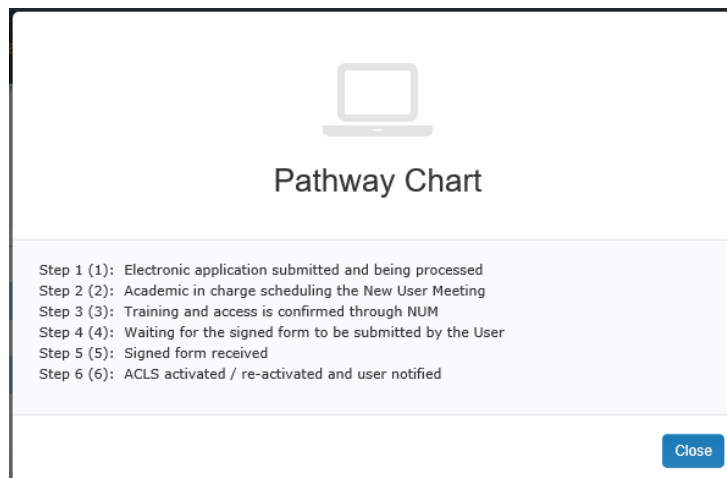 Pathway Chart
Step 1 (1): Electronic application submitted and being processed
Step 2 (2): Academic in charge scheduling the New User Meeting
Step 3 (3): Training and access is confirmed through NUM
Step 4 (4): Waiting for the signed form to be submitted by the User
Step 5 (5): Signed form received
Step 6 (6): ACLS activated / re-activated and user notified
Close